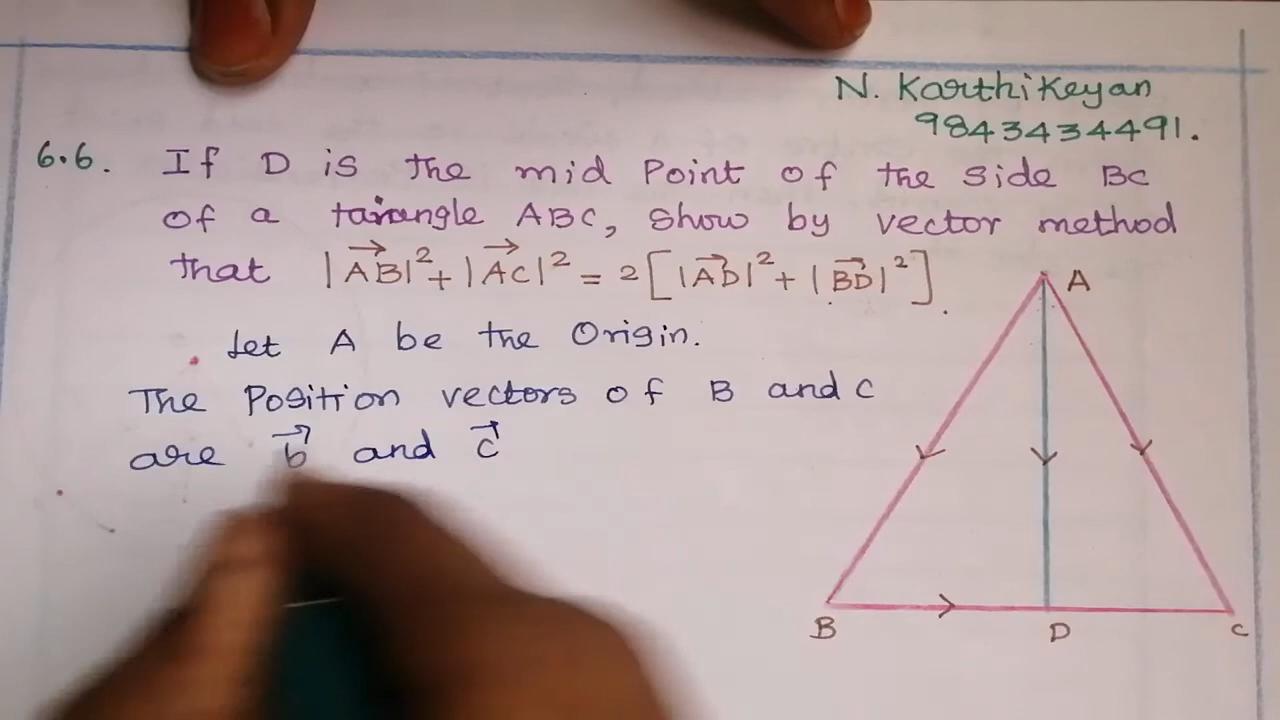 N. Karthikeyan
9843434491.
6.6. If D is the mid Point of the side BC
of a taiangle ABC, show by vector method
that |AB⃗|² + |AC⃗|² = 2[|AD⃗|² + |BD⃗|²].
Let A be the Origin.
The Position vectors of B and C
are b⃗ and c⃗
A
B
D
C